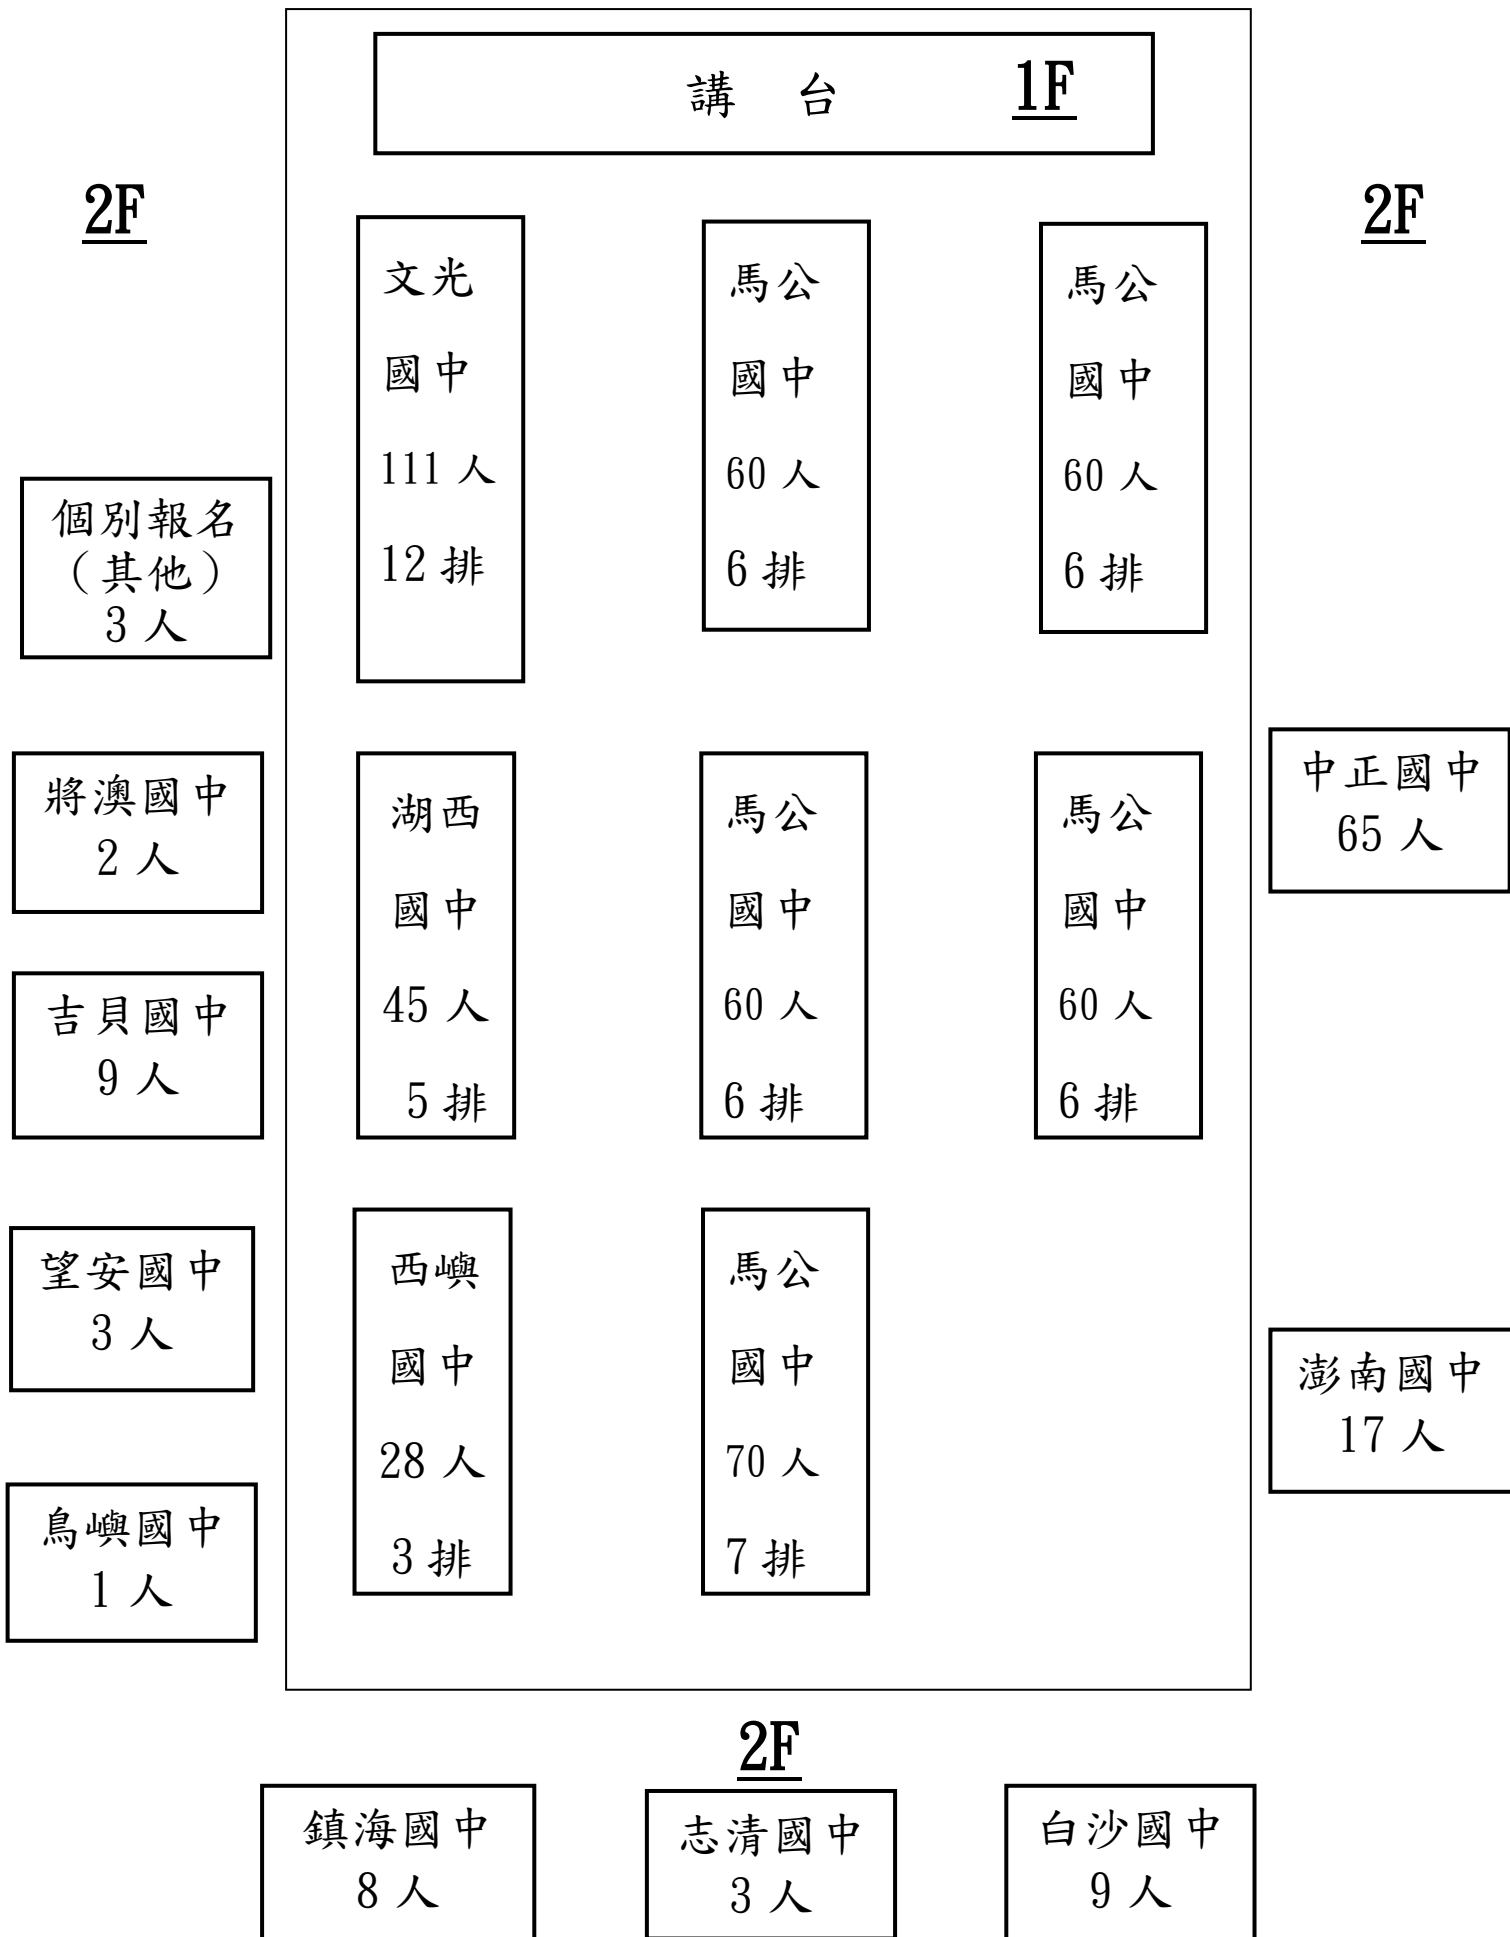 講 台 1F
2F
2F
文光
國中
111 人
12 排
馬公
國中
60 人
6 排
馬公
國中
60 人
6 排
個別報名
（其他）
3 人
將澳國中
2 人
湖西
國中
45 人
5 排
馬公
國中
60 人
6 排
馬公
國中
60 人
6 排
中正國中
65 人
吉貝國中
9 人
望安國中
3 人
西嶼
國中
28 人
3 排
馬公
國中
70 人
7 排
澎南國中
17 人
鳥嶼國中
1 人
2F
鎮海國中
8 人
志清國中
3 人
白沙國中
9 人